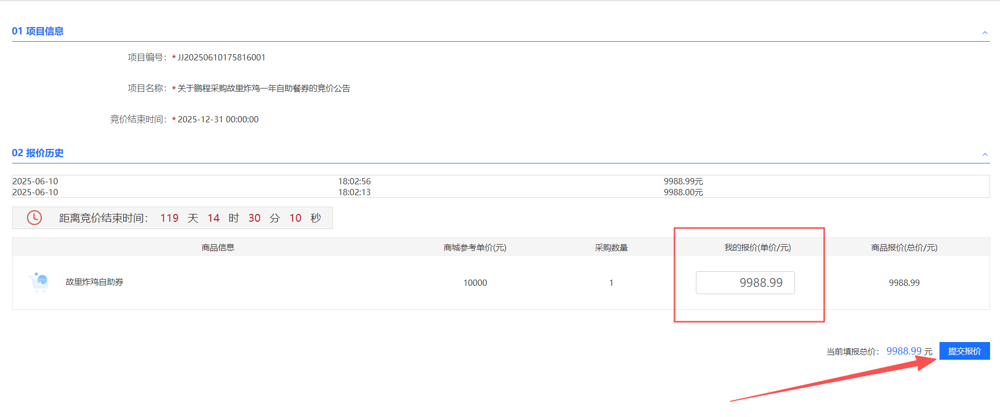 01 项目信息
项目编号：*JJ20250610175816001
项目名称：*关于鹏程采购故里炸鸡一年自助餐券的竞价公告
竞价结束时间：*2025-12-31 00:00:00
02 报价历史
2025-06-10 18:02:56 9988.99元
2025-06-10 18:02:13 9988.00元
距离竞价结束时间： 119 天 14 时 30 分 10 秒
商品信息 商城参考单价(元) 采购数量 我的报价(单价/元) 商品报价(总价/元)
故里炸鸡自助券 10000 1 9988.99 9988.99
当前填报总价： 9988.99 元 提交报价